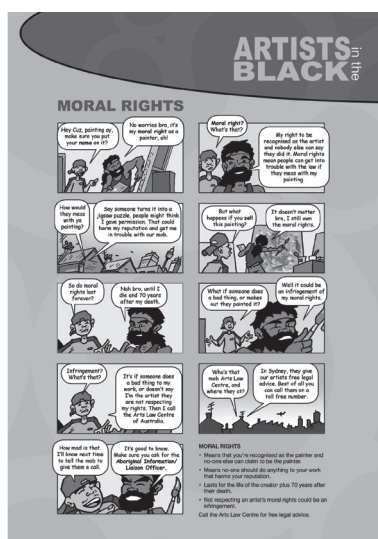 ARTISTS
in the
BLACK
MORAL RIGHTS
Hey Cuz, painting ay,
make sure you put
your name on it?
No worries bro, it's
my moral right as a
painter, eh!
Moral right?
What's that?
My right to be
recognised as the artist
and nobody else can say
they did it. Moral rights
mean people can get into
trouble with the law if
they mess with my
painting.
How would
they mess
with ya
painting?
Say someone turns it into a
jigsaw puzzle, people might think
I gave permission. That could
harm my reputation and get me
in trouble with our mob.
But what
happens if you sell
this painting?
It doesn't matter
bro, I still own
the moral rights.
So do moral
rights last
forever?
Nah bro, until I
die and 70 years
after my death.
What if someone does
a bad thing, or makes
out they painted it?
Well it could be
an infringement of
my moral rights.
Infringement?
What's that?
It's if someone does
a bad thing to my
work, or doesn't say
I'm the artist they
are not respecting
my rights. Then I call
the Arts Law Centre
of Australia.
Who's that
mob Arts Law
Centre, and
where they at?
In Sydney, they give
our artists free legal
advice. Best of all you
can call them on a
toll free number.
How mad is that.
I'll know next time
to tell the mob to
give them a call.
It's good to know.
Make sure you ask for the
Aboriginal Information/
Liaison Officer.
MORAL RIGHTS
• Means that you're recognised as the painter and
no-one else can claim to be the painter.
• Means no-one should do anything to your work
that harms your reputation.
• Lasts for the life of the creator plus 70 years after
their death.
• Not respecting an artist's moral rights could be an
infringement.
Call the Arts Law Centre for free legal advice.